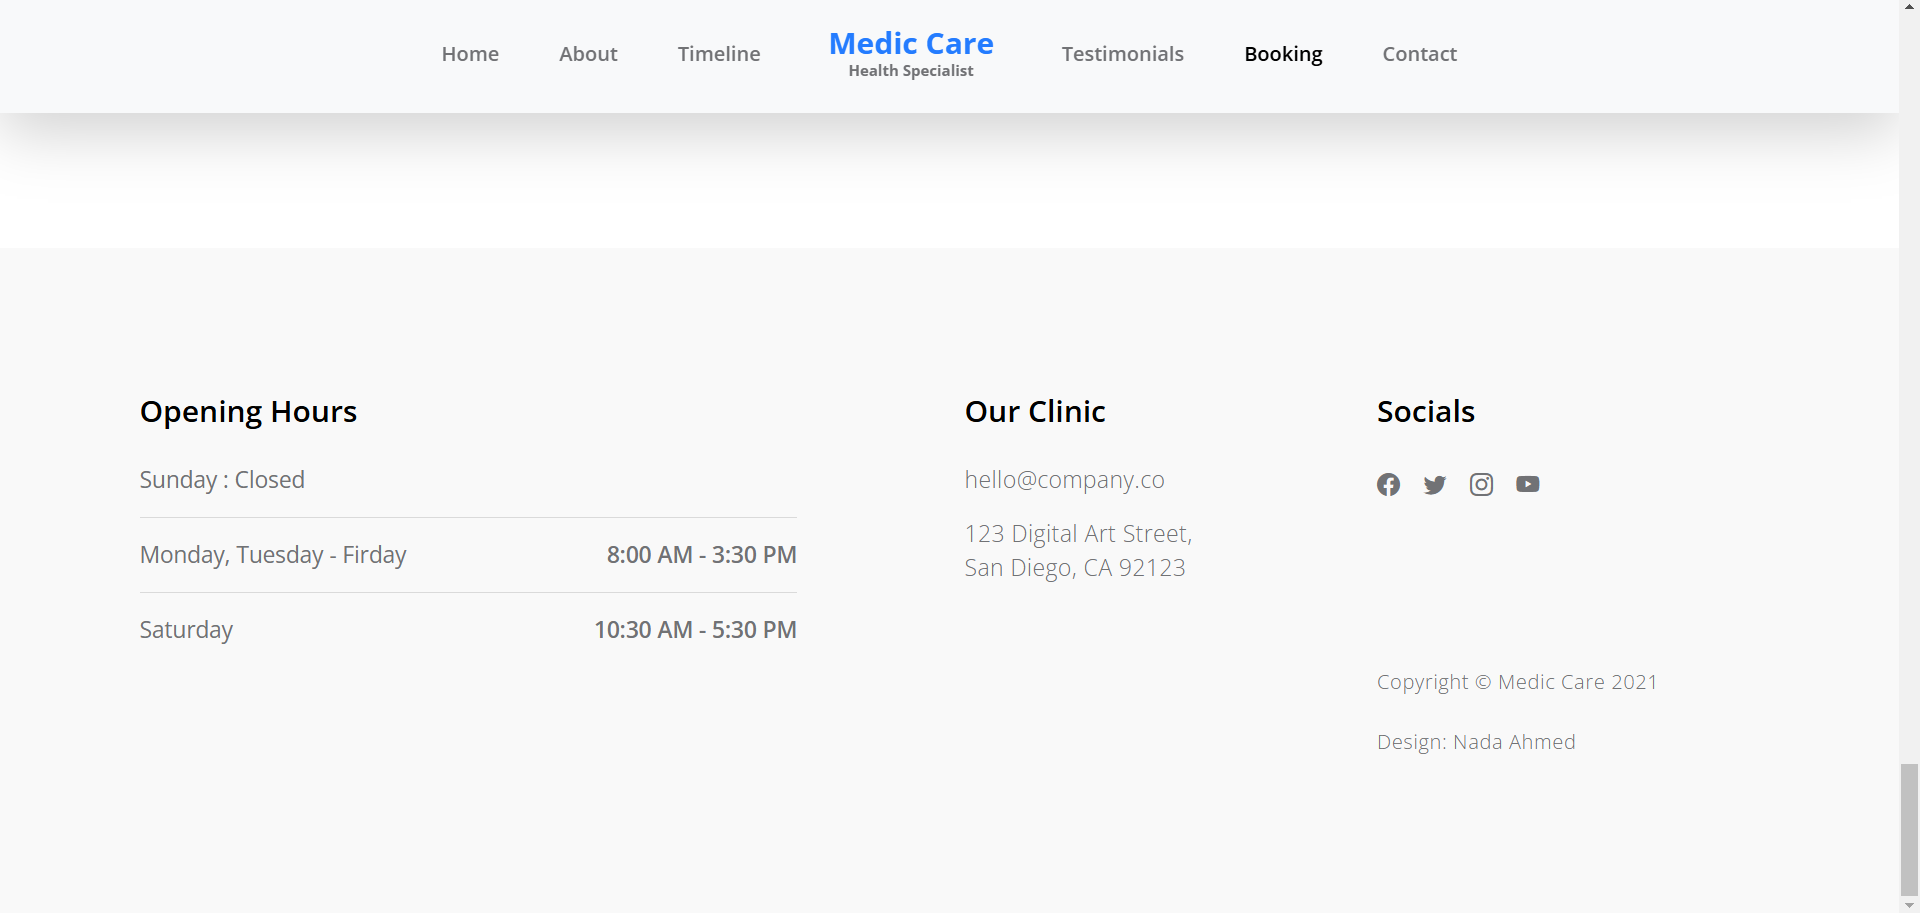 Home
About
Timeline
Medic Care
Health Specialist
Testimonials
Booking
Contact
Opening Hours
Sunday : Closed
Monday, Tuesday - Firday 8:00 AM - 3:30 PM
Saturday 10:30 AM - 5:30 PM
Our Clinic
hello@company.co
123 Digital Art Street,
San Diego, CA 92123
Socials
Copyright © Medic Care 2021
Design: Nada Ahmed